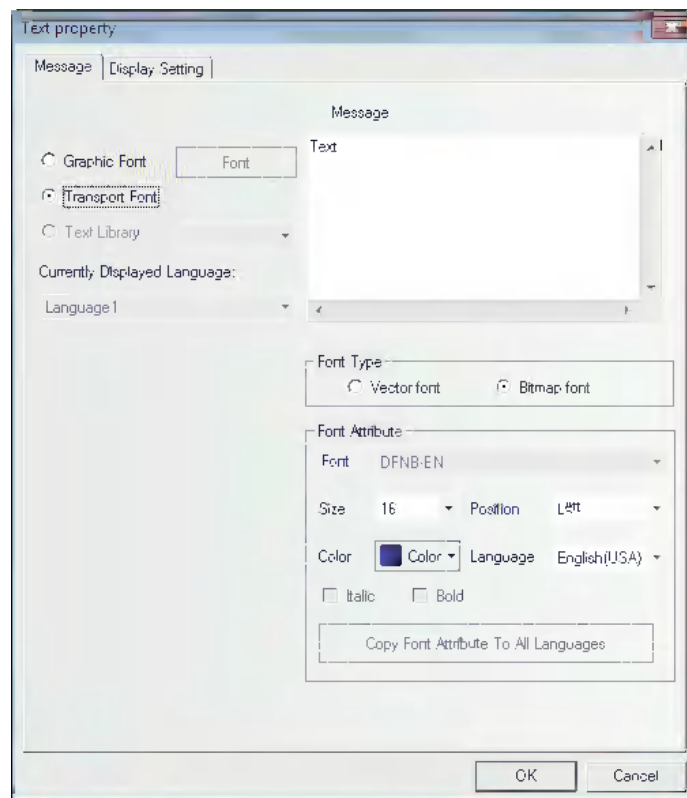 Text property
Message
Display Setting
Message
Graphic Font
Font
Text
Transport Font
Text Library
Currently Displayed Language:
Language1
Font Type
Vector font
Bitmap font
Font Attribute
Font DFNB-EN
Size 16 Position Left
Color Color Language English(USA)
Italic Bold
Copy Font Attribute To All Languages
OK Cancel